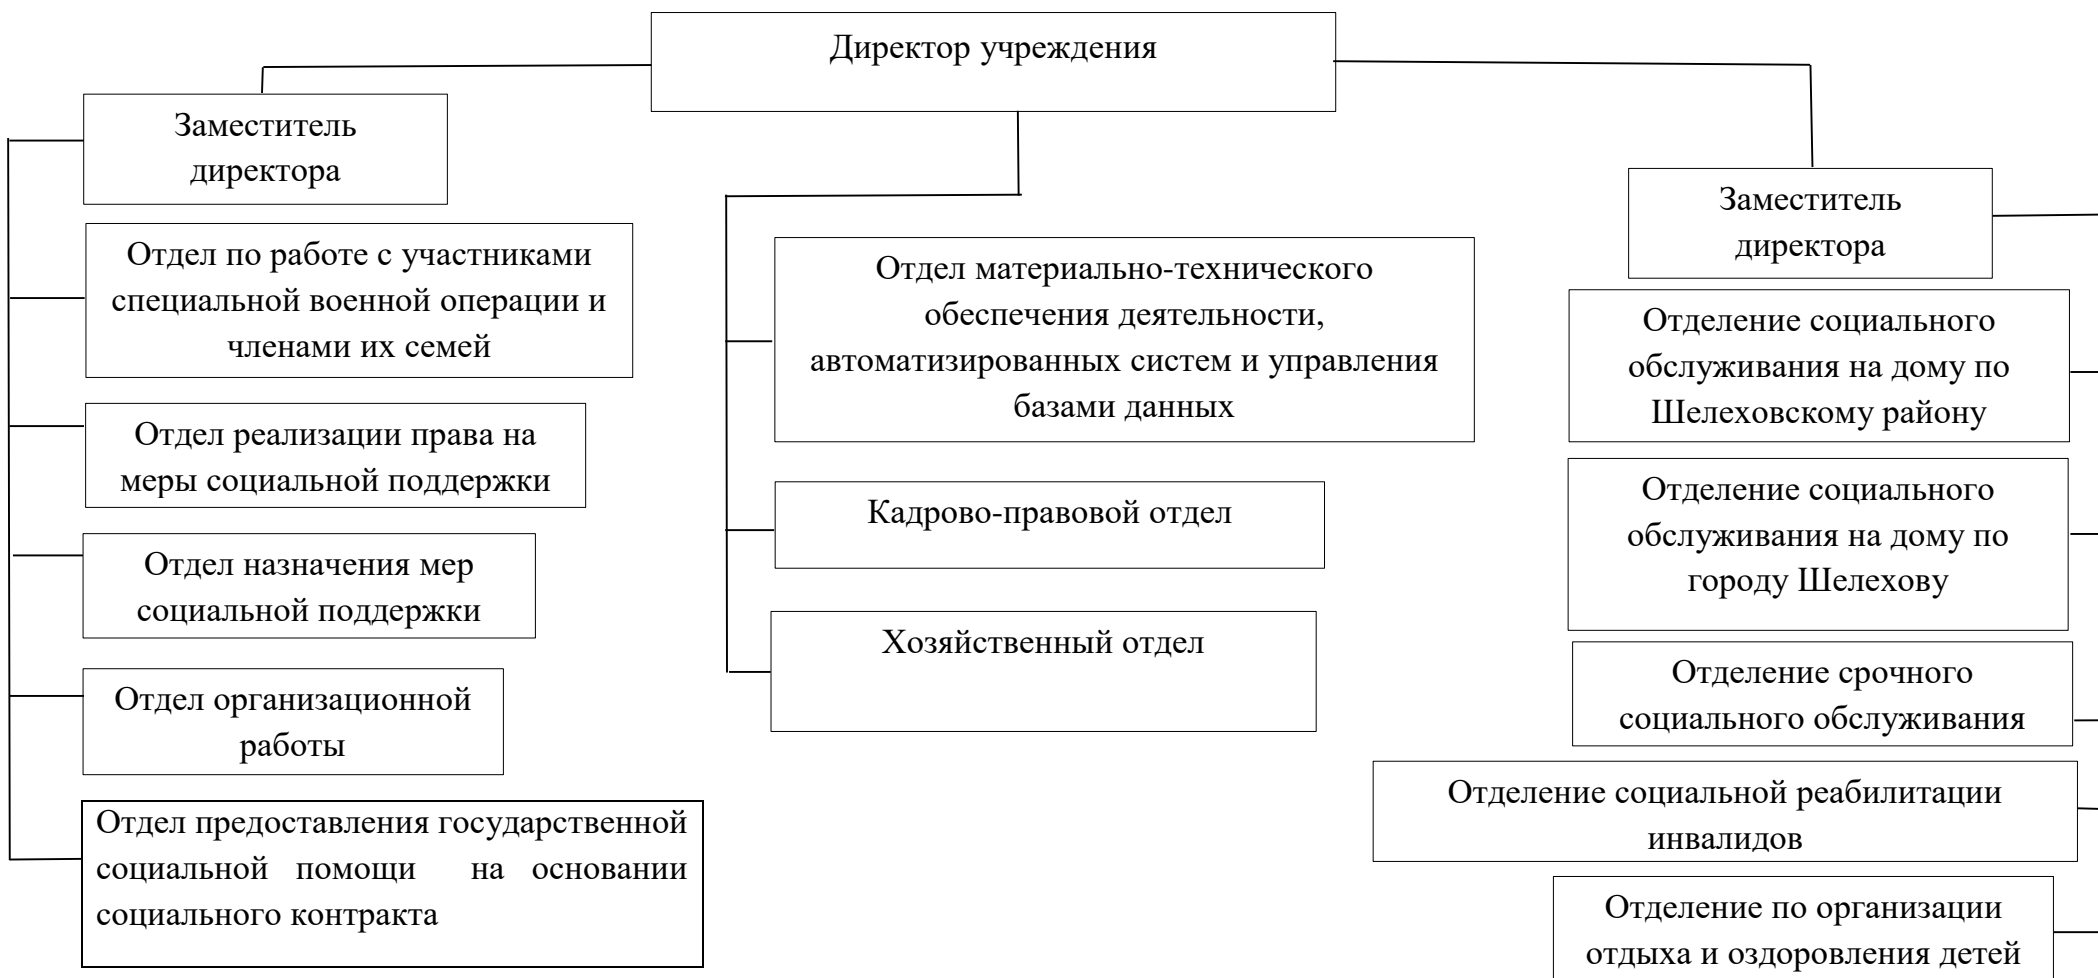 Директор учреждения
Заместитель
директора
Отдел по работе с участниками
специальной военной операции и
членами их семей
Отдел реализации права на
меры социальной поддержки
Отдел назначения мер
социальной поддержки
Отдел организационной
работы
Отдел предоставления государственной
социальной помощи на основании
социального контракта
Отдел материально-технического
обеспечения деятельности,
автоматизированных систем и управления
базами данных
Кадрово-правовой отдел
Хозяйственный отдел
Заместитель
директора
Отделение социального
обслуживания на дому по
Шелеховскому району
Отделение социального
обслуживания на дому по
городу Шелехову
Отделение срочного
социального обслуживания
Отделение социальной реабилитации
инвалидов
Отделение по организации
отдыха и оздоровления детей